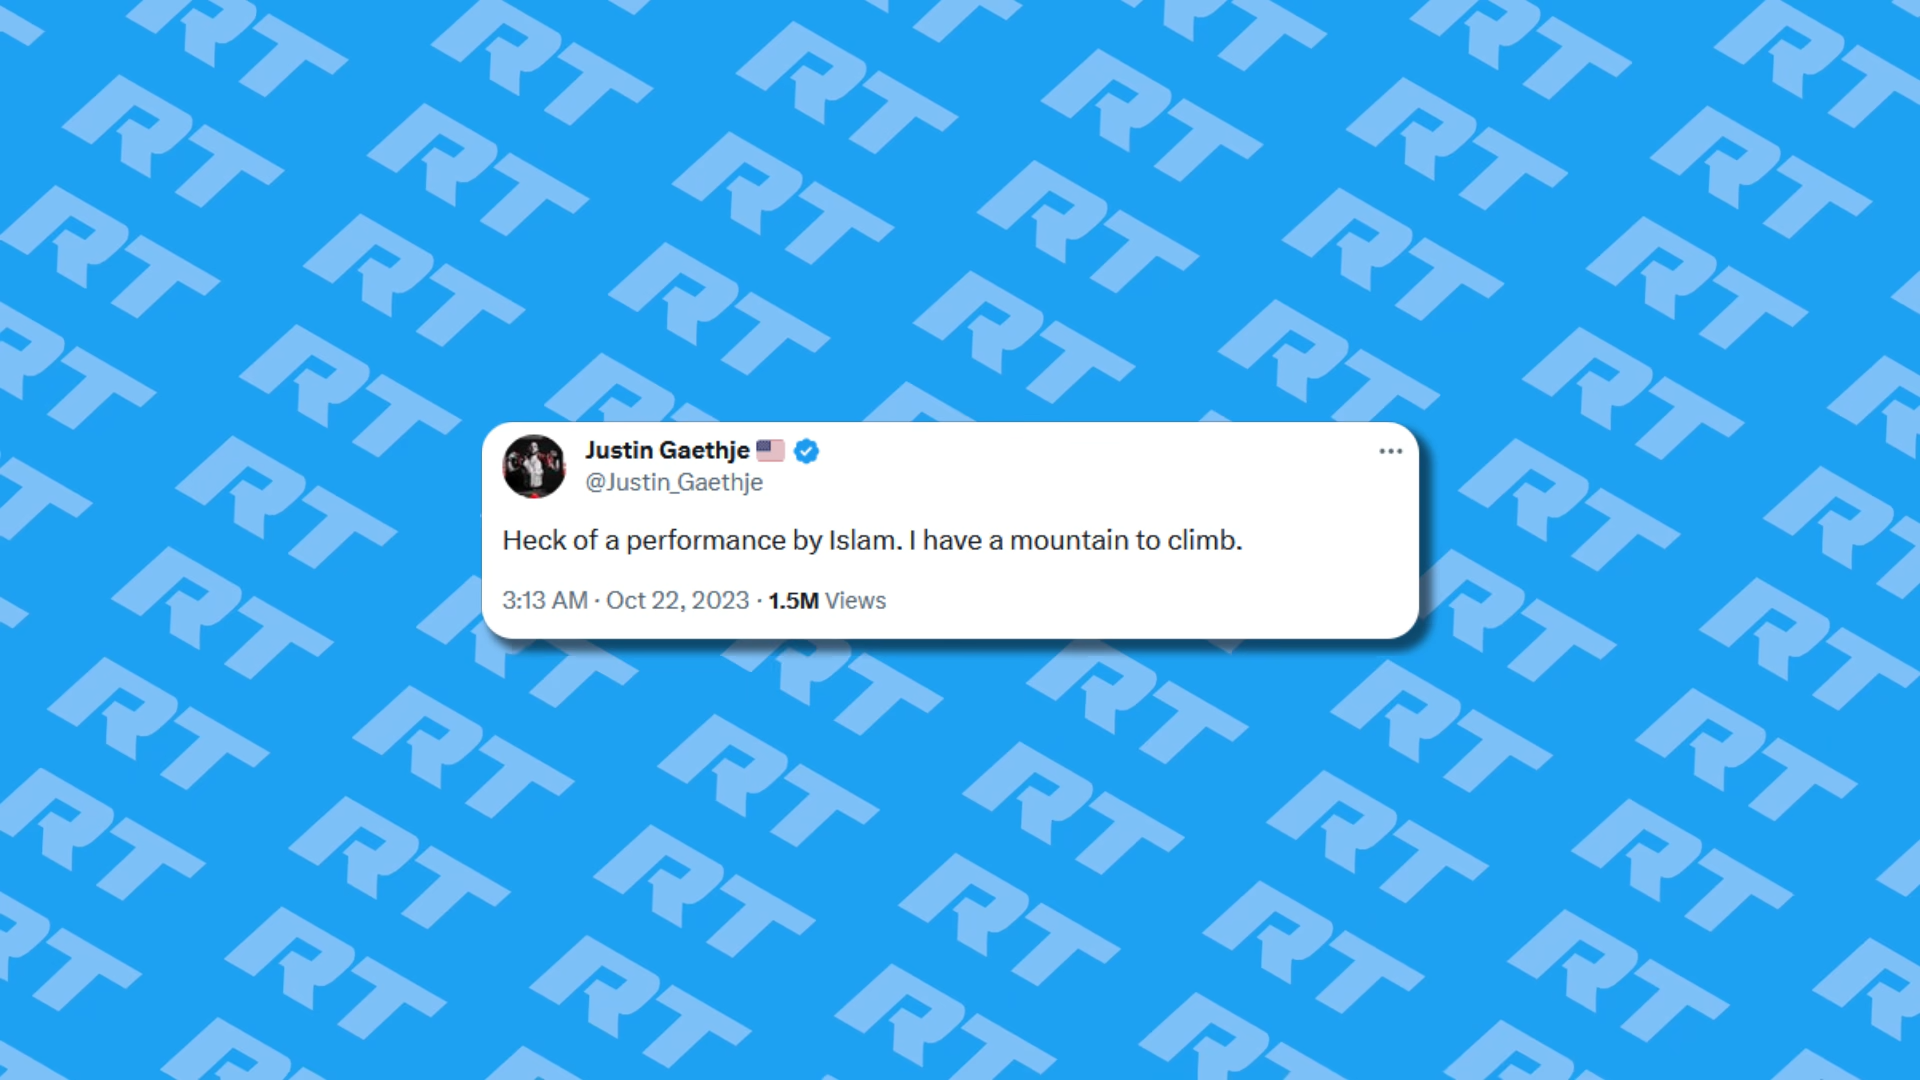 Justin Gaethje 🇺🇸
@Justin_Gaethje
Heck of a performance by Islam. I have a mountain to climb.
3:13 AM · Oct 22, 2023 · 1.5M Views
RT